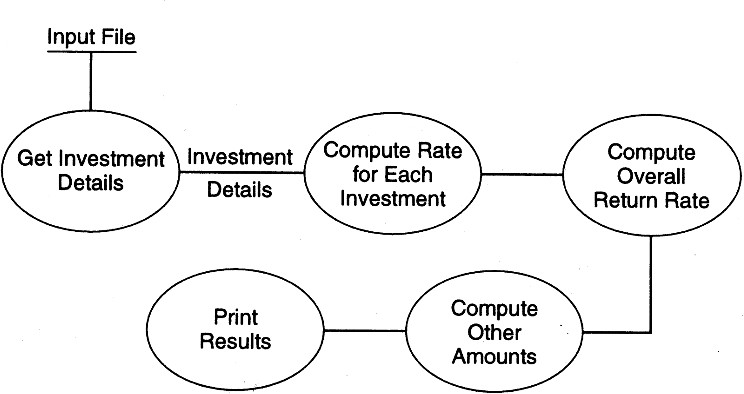 Input File
Get Investment
Details
Investment
Details
Compute Rate
for Each
Investment
Compute
Overall
Return Rate
Print
Results
Compute
Other
Amounts